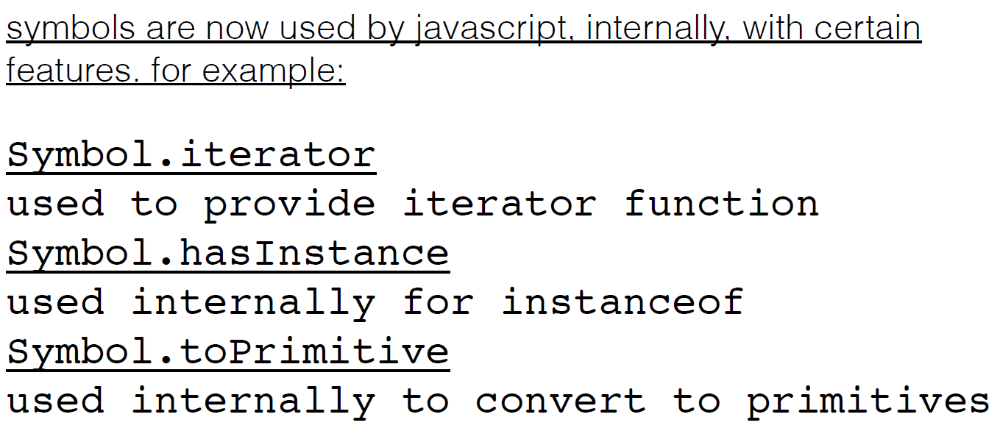 symbols are now used by javascript, internally, with certain
features. for example:
Symbol.iterator
used to provide iterator function
Symbol.hasInstance
used internally for instanceof
Symbol.toPrimitive
used internally to convert to primitives